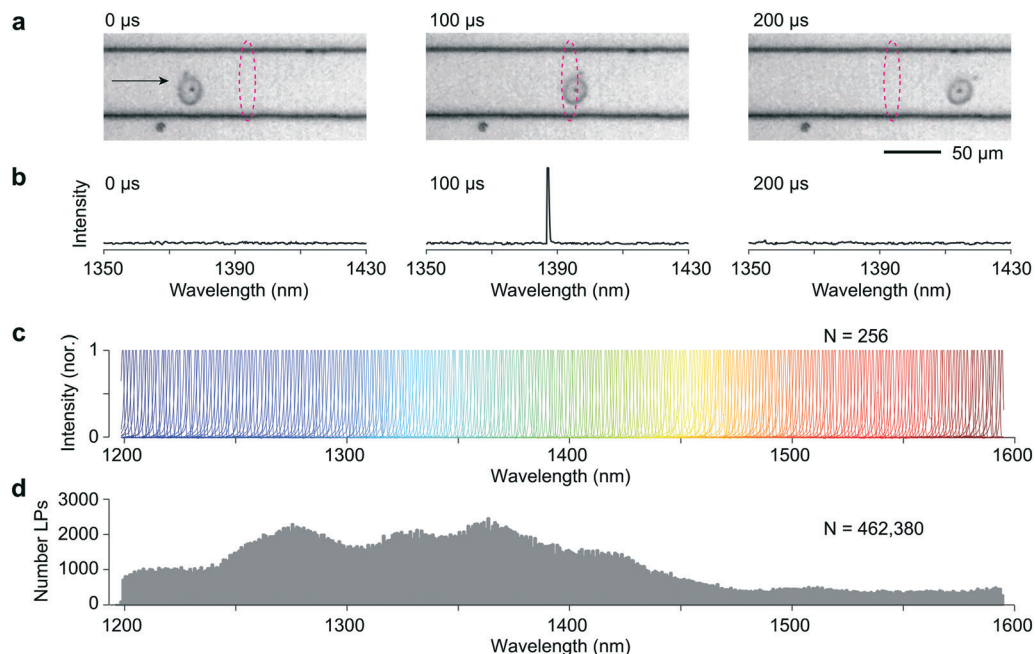 a
0 µs
100 µs
200 µs
50 µm
b
Intensity
0 µs
100 µs
200 µs
1350 1390 1430
1350 1390 1430
1350 1390 1430
Wavelength (nm)
Wavelength (nm)
Wavelength (nm)
c
Intensity (nor.)
1
0
N = 256
1200 1300 1400 1500 1600
Wavelength (nm)
d
Number LPs
3000
2000
1000
0
N = 462,380
1200 1300 1400 1500 1600
Wavelength (nm)